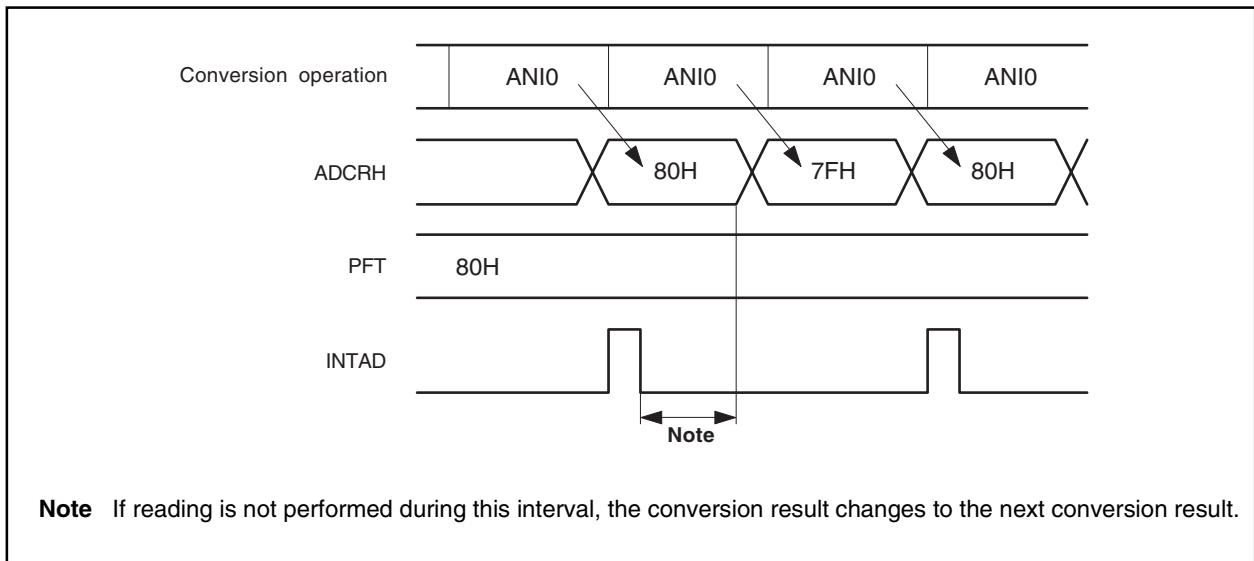 Conversion operation ANI0 ANI0 ANI0 ANI0
ADCRH 80H 7FH 80H
PFT 80H
INTAD
Note
Note If reading is not performed during this interval, the conversion result changes to the next conversion result.